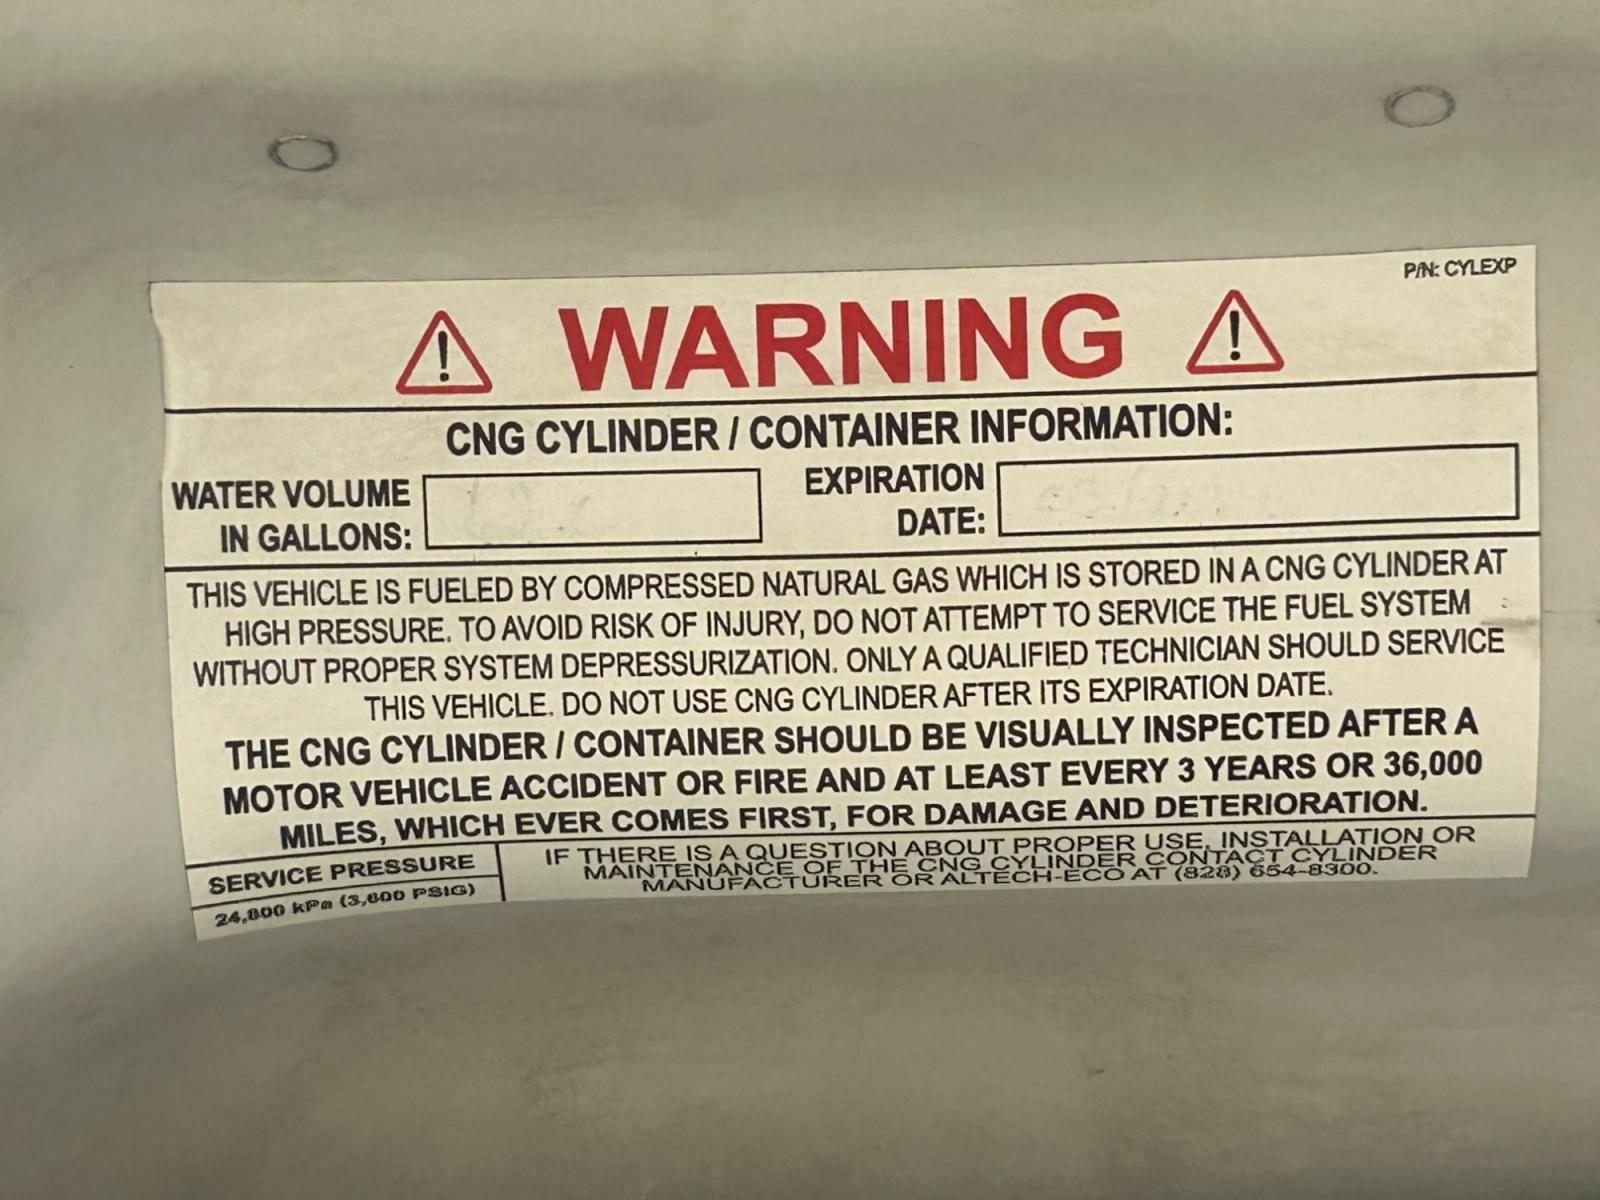 P/N: CYLEXP
WARNING
CNG CYLINDER / CONTAINER INFORMATION:
WATER VOLUME
IN GALLONS:
EXPIRATION
DATE:
THIS VEHICLE IS FUELED BY COMPRESSED NATURAL GAS WHICH IS STORED IN A CNG CYLINDER AT
HIGH PRESSURE. TO AVOID RISK OF INJURY, DO NOT ATTEMPT TO SERVICE THE FUEL SYSTEM
WITHOUT PROPER SYSTEM DEPRESSURIZATION. ONLY A QUALIFIED TECHNICIAN SHOULD SERVICE
THIS VEHICLE. DO NOT USE CNG CYLINDER AFTER ITS EXPIRATION DATE.
THE CNG CYLINDER / CONTAINER SHOULD BE VISUALLY INSPECTED AFTER A
MOTOR VEHICLE ACCIDENT OR FIRE AND AT LEAST EVERY 3 YEARS OR 36,000
MILES, WHICH EVER COMES FIRST, FOR DAMAGE AND DETERIORATION.
SERVICE PRESSURE
24,800 kPa (3,600 PSIG)
IF THERE IS A QUESTION ABOUT PROPER USE, INSTALLATION OR
MAINTENANCE OF THE CNG CYLINDER CONTACT CYLINDER
MANUFACTURER OR ALTECH-ECO AT (828) 654-8300.